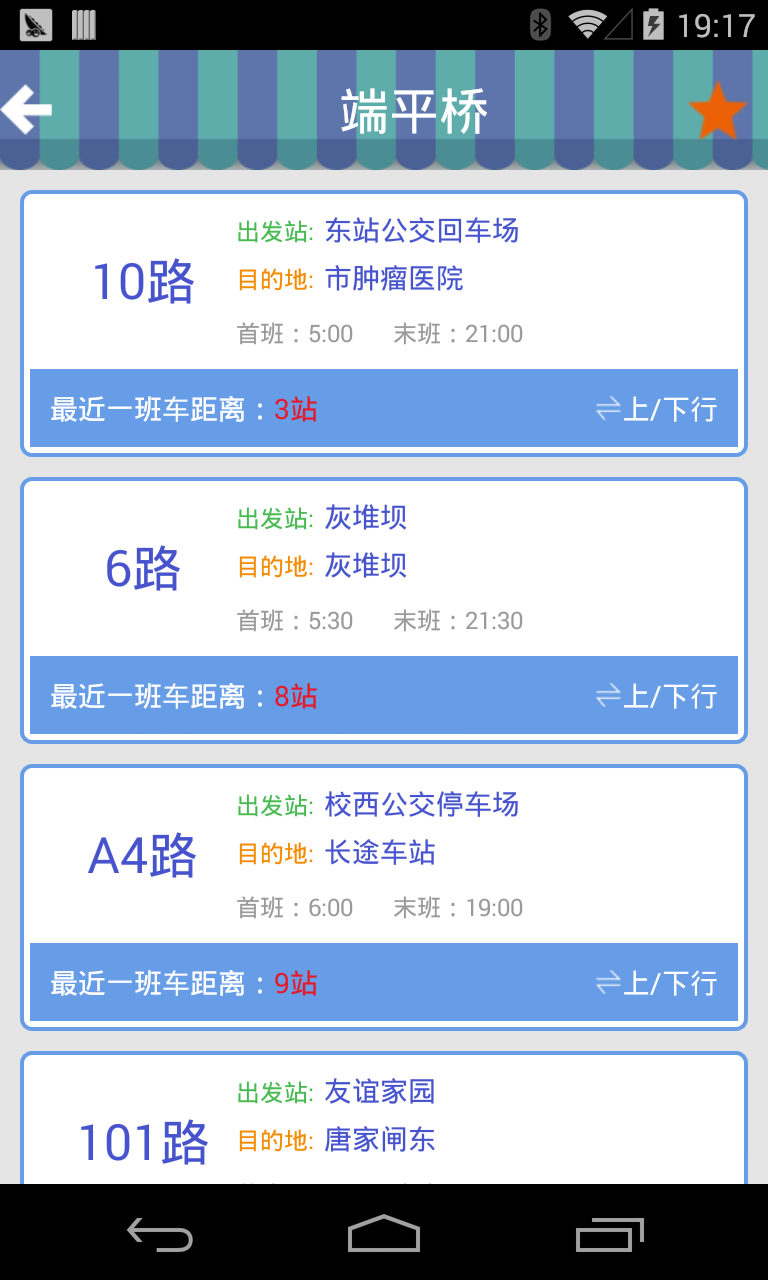 19:17
端平桥
10路
出发站: 东站公交回车场
目的地: 市肿瘤医院
首班：5:00 末班：21:00
最近一班车距离：3站 ⇌上/下行
6路
出发站: 灰堆坝
目的地: 灰堆坝
首班：5:30 末班：21:30
最近一班车距离：8站 ⇌上/下行
A4路
出发站: 校西公交停车场
目的地: 长途车站
首班：6:00 末班：19:00
最近一班车距离：9站 ⇌上/下行
101路
出发站: 友谊家园
目的地: 唐家闸东